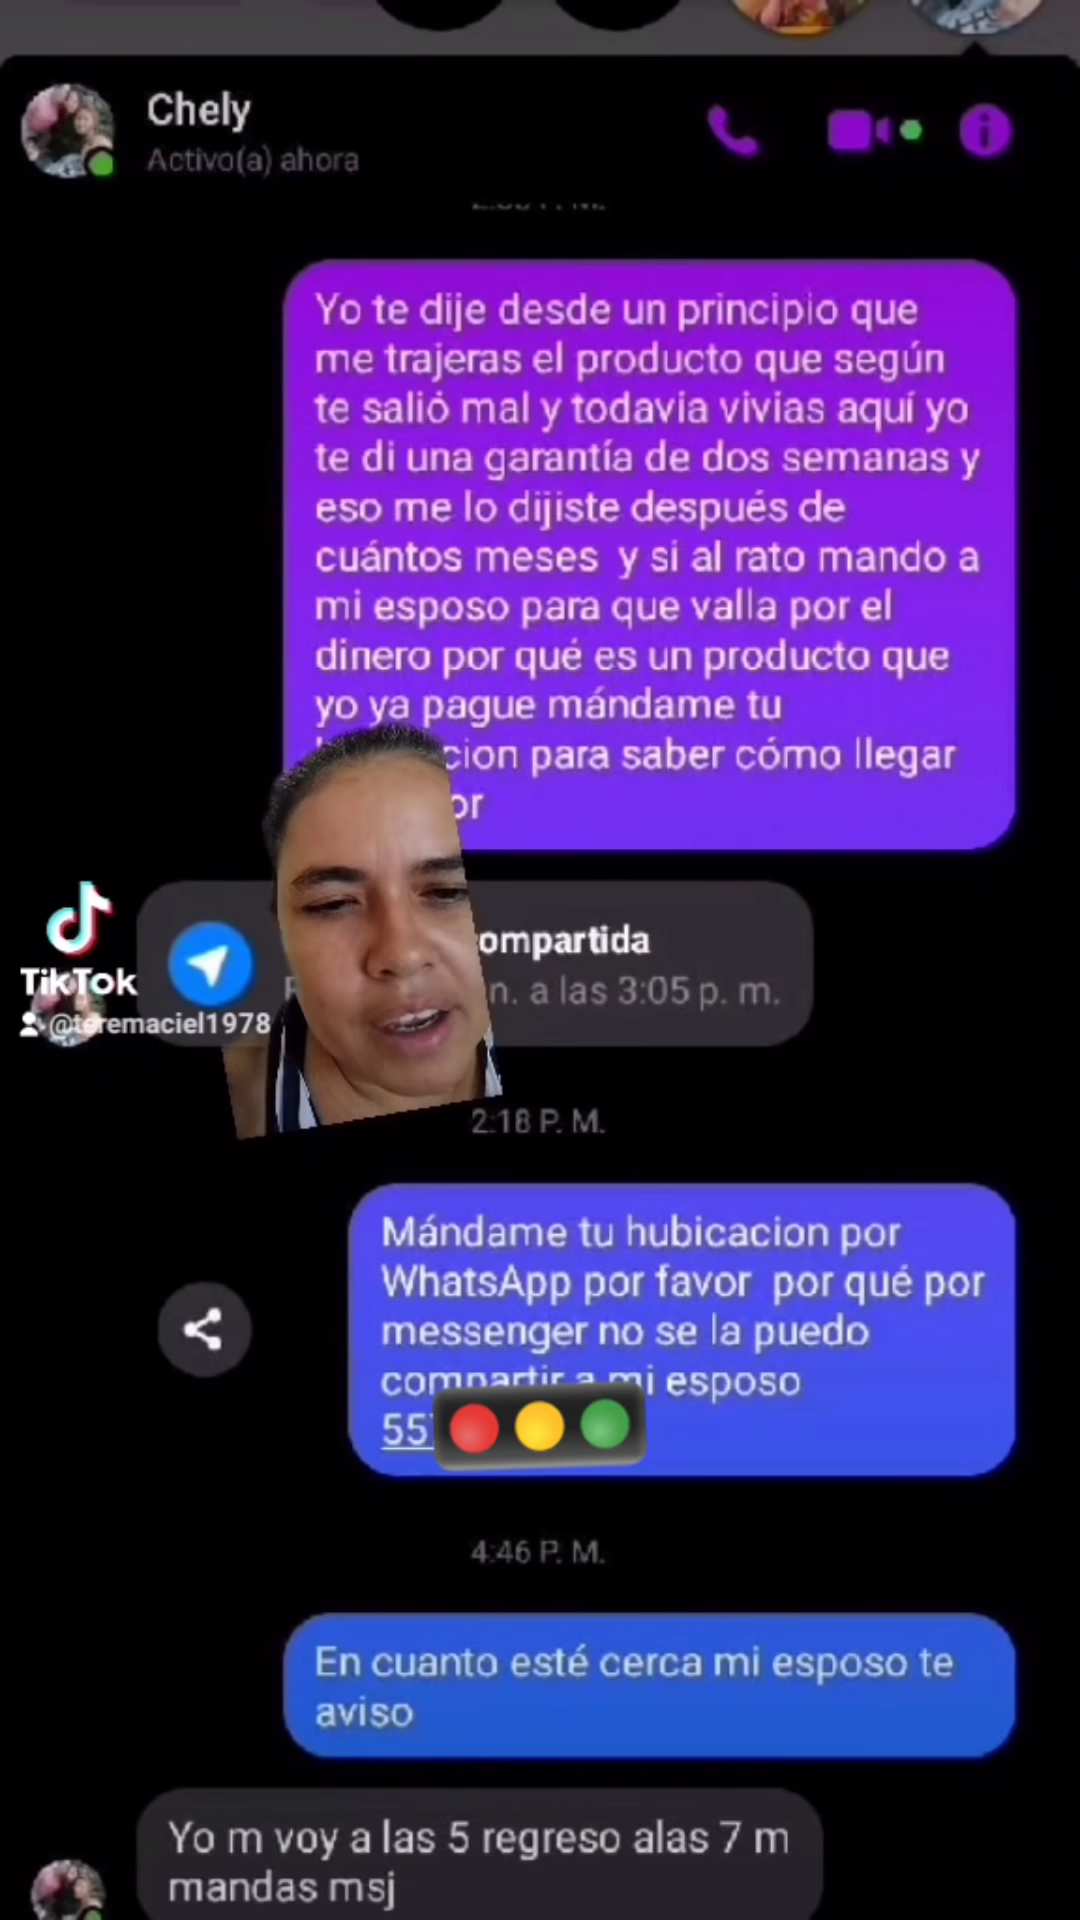 Chely
Activo(a) ahora
Yo te dije desde un principio que
me trajeras el producto que según
te salió mal y todavia vivias aquí yo
te di una garantía de dos semanas y
eso me lo dijiste después de
cuántos meses y si al rato mando a
mi esposo para que valla por el
dinero por qué es un producto que
yo ya pague mándame tu
cion para saber cómo llegar
or
compartida
n. a las 3:05 p. m.
TikTok
@teremaciel1978
2:18 P. M.
Mándame tu hubicacion por
WhatsApp por favor por qué por
messenger no se la puedo
compartir a mi esposo
55
4:46 P. M.
En cuanto esté cerca mi esposo te
aviso
Yo m voy a las 5 regreso alas 7 m
mandas msj